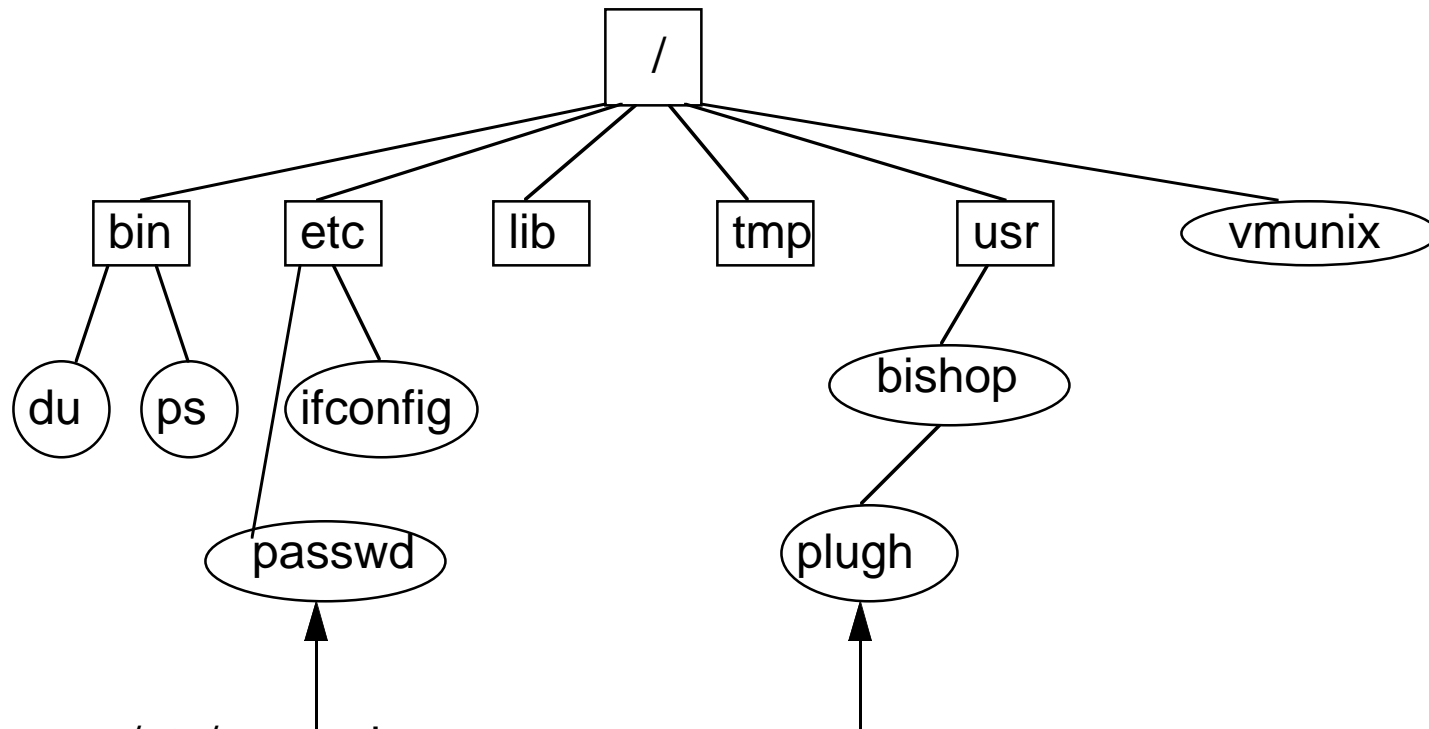 /
bin
etc
lib
tmp
usr
vmunix
du
ps
ifconfig
bishop
passwd
plugh